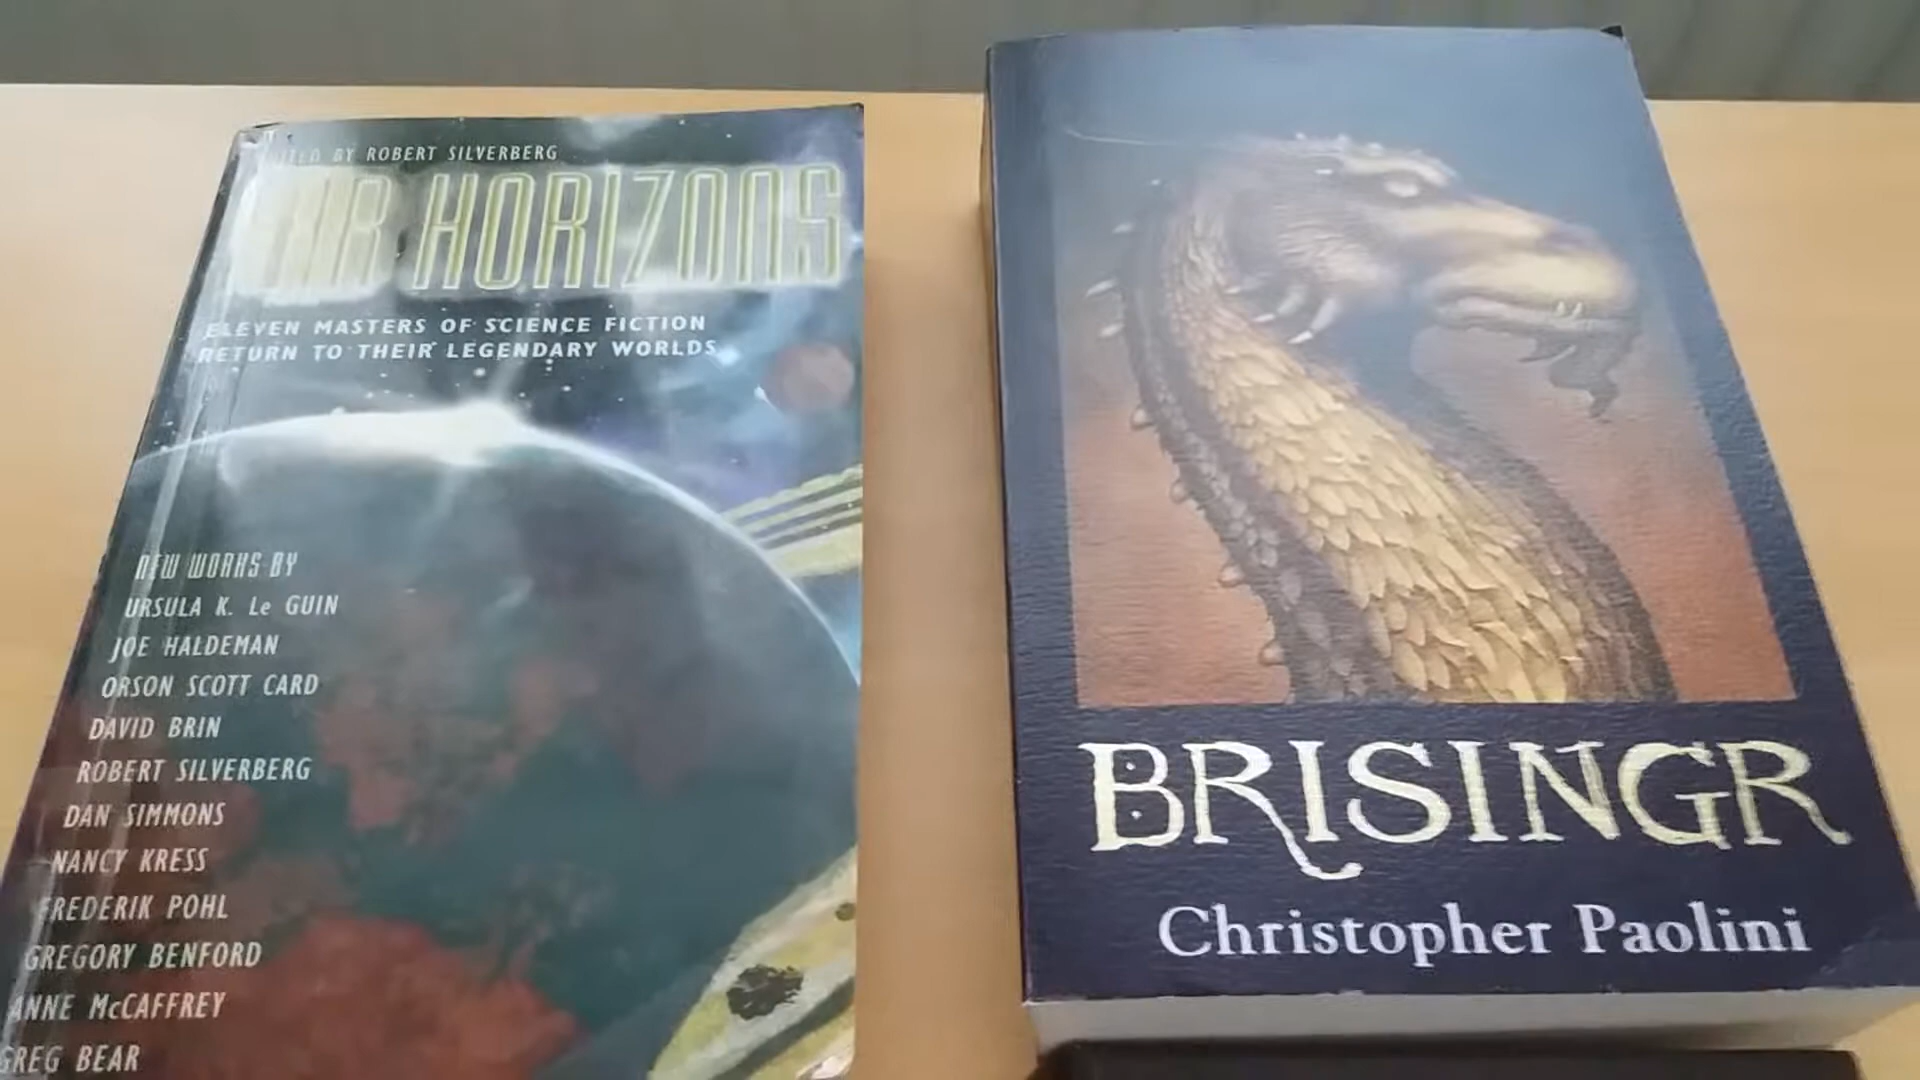 BY ROBERT SILVERBERG
HORIZONS
ELEVEN MASTERS OF SCIENCE FICTION
RETURN TO THEIR LEGENDARY WORLDS
NEW WORKS BY
URSULA K. Le GUIN
JOE HALDEMAN
ORSON SCOTT CARD
DAVID BRIN
ROBERT SILVERBERG
DAN SIMMONS
NANCY KRESS
FREDERIK POHL
GREGORY BENFORD
ANNE McCAFFREY
GREG BEAR
BRISINGR
Christopher Paolini